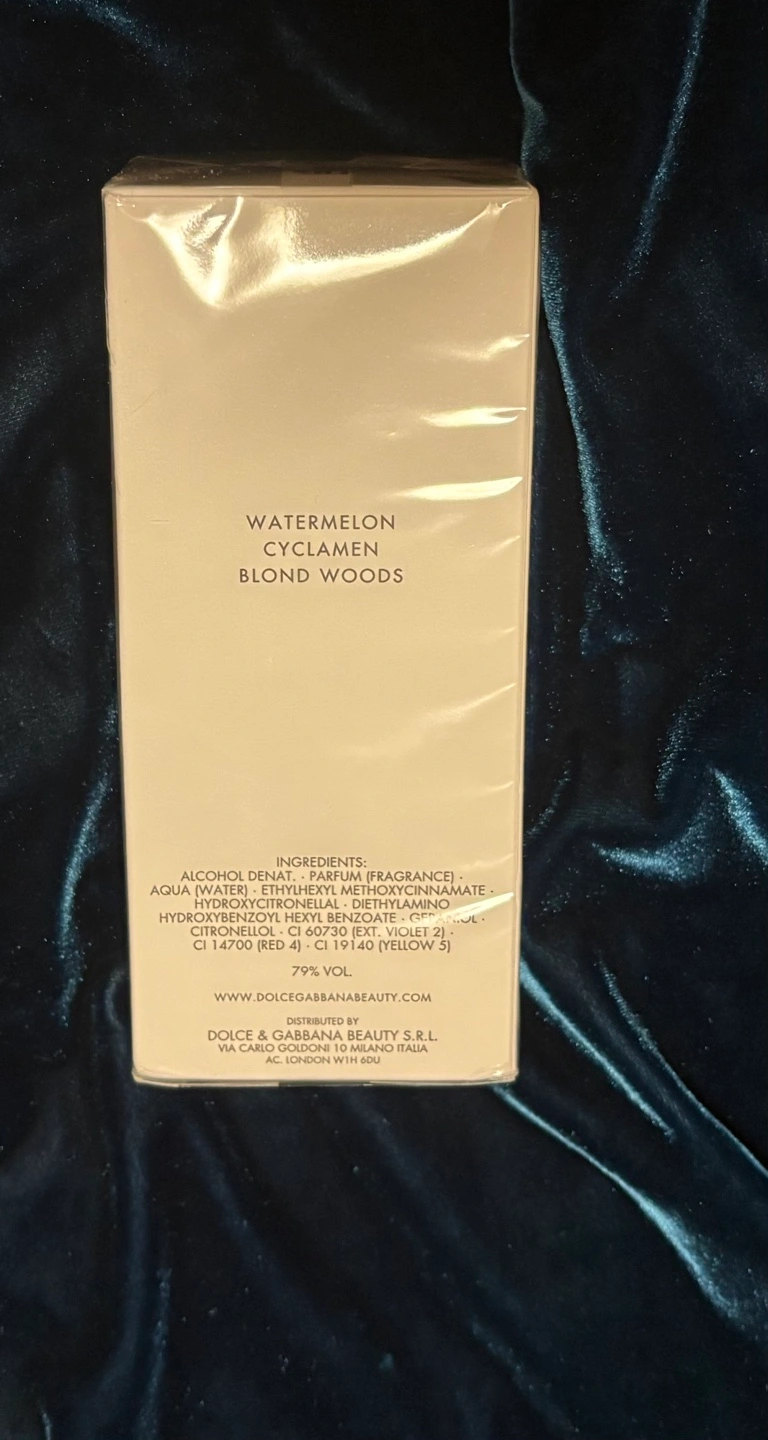 WATERMELON
CYCLAMEN
BLOND WOODS
INGREDIENTS:
ALCOHOL DENAT. · PARFUM (FRAGRANCE) ·
AQUA (WATER) · ETHYLHEXYL METHOXYCINNAMATE ·
HYDROXYCITRONELLAL · DIETHYLAMINO
HYDROXYBENZOYL HEXYL BENZOATE · GERANIOL ·
CITRONELLOL · CI 60730 (EXT. VIOLET 2) ·
CI 14700 (RED 4) · CI 19140 (YELLOW 5)
79% VOL.
WWW.DOLCEGABBANABEAUTY.COM
DISTRIBUTED BY
DOLCE & GABBANA BEAUTY S.R.L.
VIA CARLO GOLDONI 10 MILANO ITALIA
AC. LONDON W1H 6DU